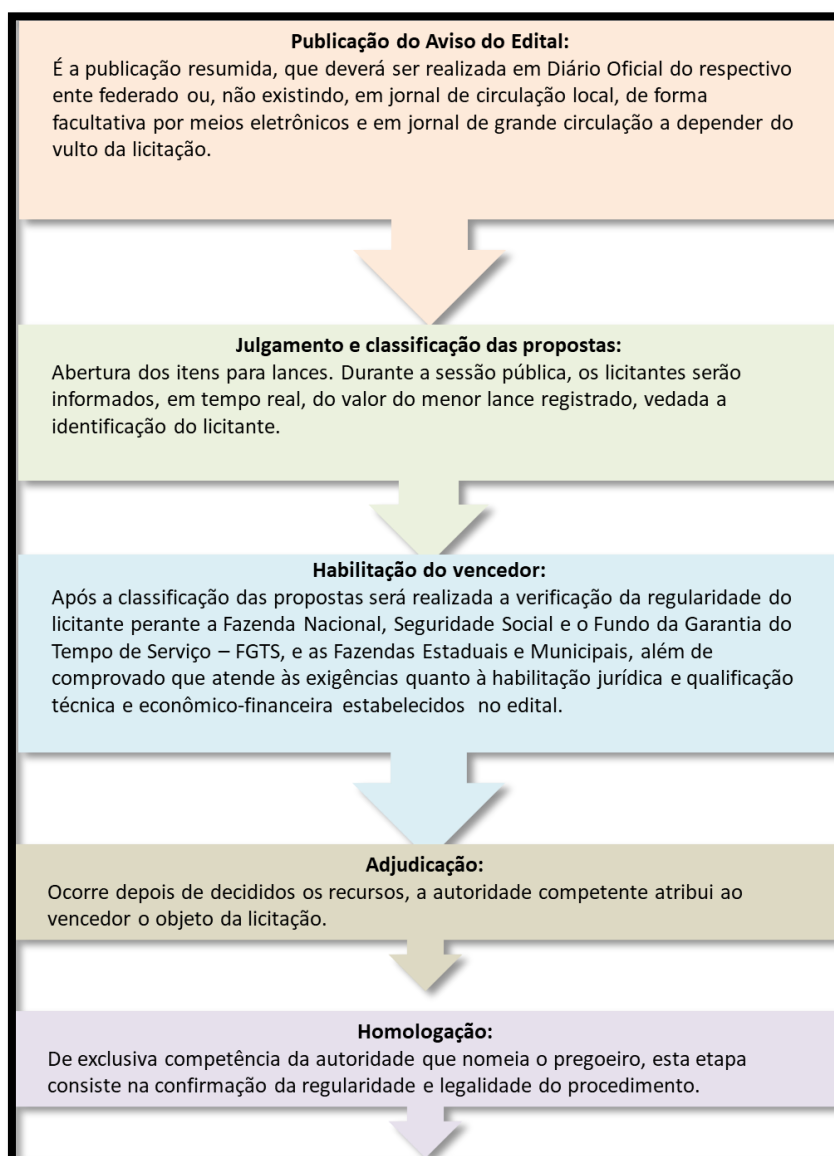 Publicação do Aviso do Edital:
É a publicação resumida, que deverá ser realizada em Diário Oficial do respectivo
ente federado ou, não existindo, em jornal de circulação local, de forma
facultativa por meios eletrônicos e em jornal de grande circulação a depender do
vulto da licitação.
Julgamento e classificação das propostas:
Abertura dos itens para lances. Durante a sessão pública, os licitantes serão
informados, em tempo real, do valor do menor lance registrado, vedada a
identificação do licitante.
Habilitação do vencedor:
Após a classificação das propostas será realizada a verificação da regularidade do
licitante perante a Fazenda Nacional, Seguridade Social e o Fundo da Garantia do
Tempo de Serviço – FGTS, e as Fazendas Estaduais e Municipais, além de
comprovado que atende às exigências quanto à habilitação jurídica e qualificação
técnica e econômico-financeira estabelecidos no edital.
Adjudicação:
Ocorre depois de decididos os recursos, a autoridade competente atribui ao
vencedor o objeto da licitação.
Homologação:
De exclusiva competência da autoridade que nomeia o pregoeiro, esta etapa
consiste na confirmação da regularidade e legalidade do procedimento.